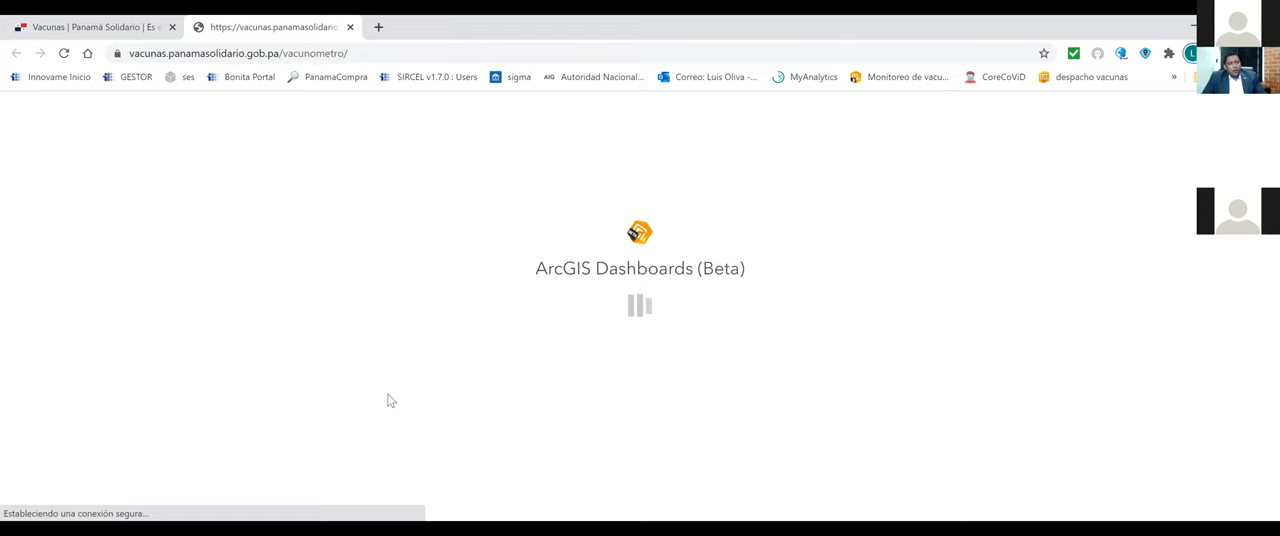 Vacunas | Panamá Solidario | Es e
https://vacunas.panamasolidario
vacunas.panamasolidario.gob.pa/vacunometro/
Innovame Inicio GESTOR ses Bonita Portal PanamaCompra SIRCEL v1.7.0 : Users sigma AIG Autoridad Nacional... Correo: Luis Oliva -... MyAnalytics Monitoreo de vacu... CoreCoViD despacho vacunas »
ArcGIS Dashboards (Beta)
Estableciendo una conexión segura...